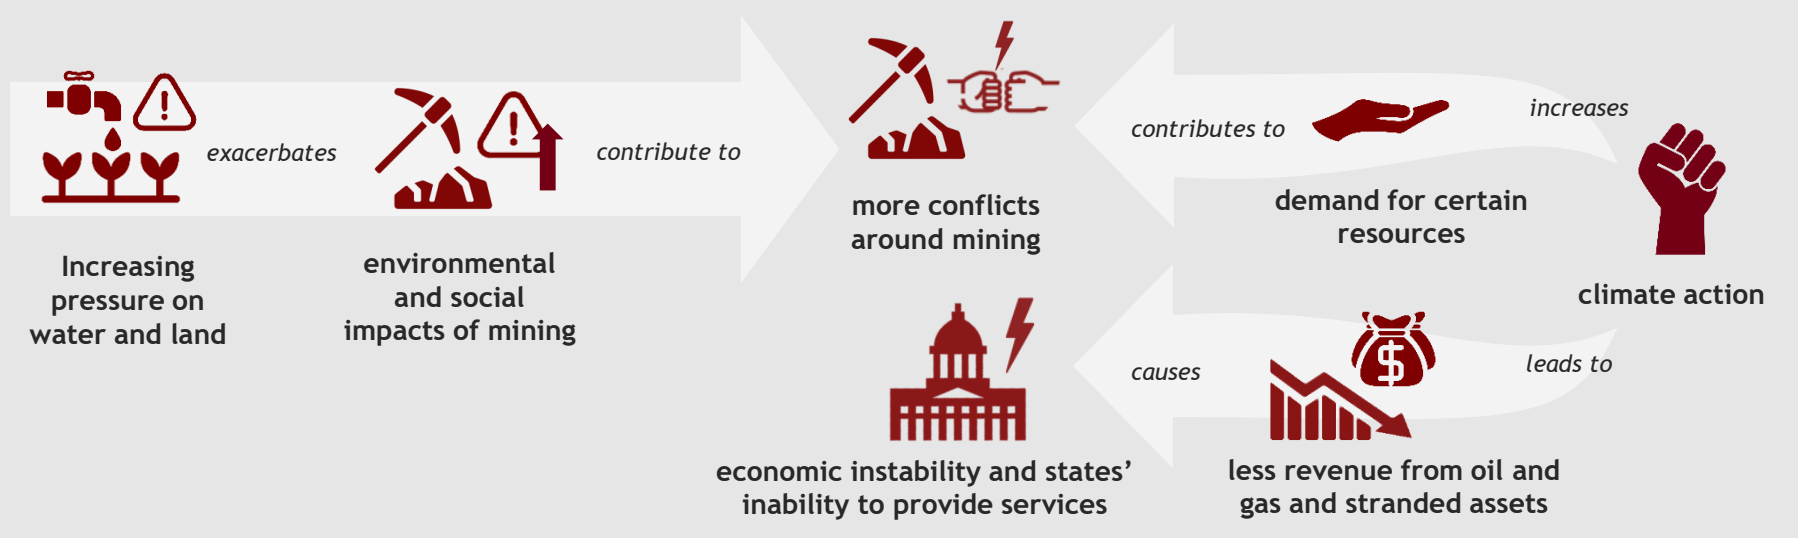 Increasing
pressure on
water and land
exacerbates
environmental
and social
impacts of mining
contribute to
more conflicts
around mining
contributes to
demand for certain
resources
increases
climate action
leads to
less revenue from oil and
gas and stranded assets
causes
economic instability and states’
inability to provide services
$